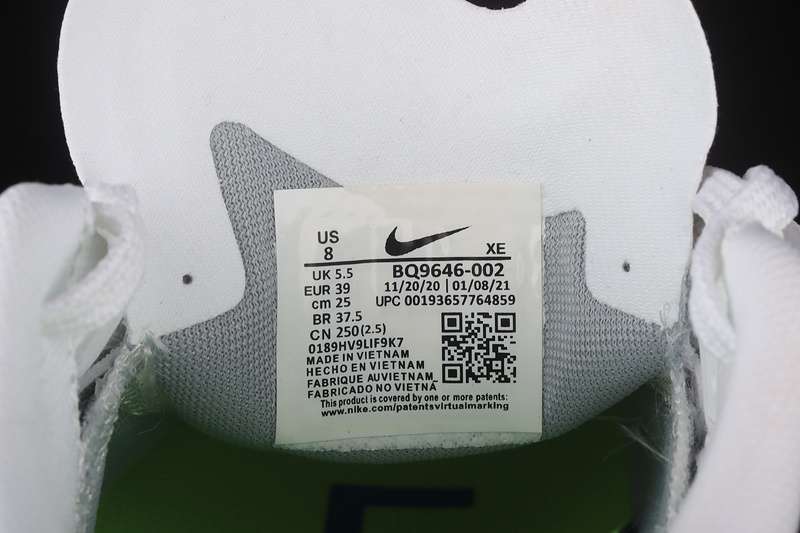 US
8
XE
UK 5.5
BQ9646-002
EUR 39
11/20/20 | 01/08/21
cm 25
UPC 00193657764859
BR 37.5
CN 250(2.5)
0189HV9LIF9K7
MADE IN VIETNAM
HECHO EN VIETNAM
FABRIQUE AUVIETNAM
FABRICADO NO VIETNA
This product is covered by one or more patents:
www.nike.com/patentsvirtualmarking